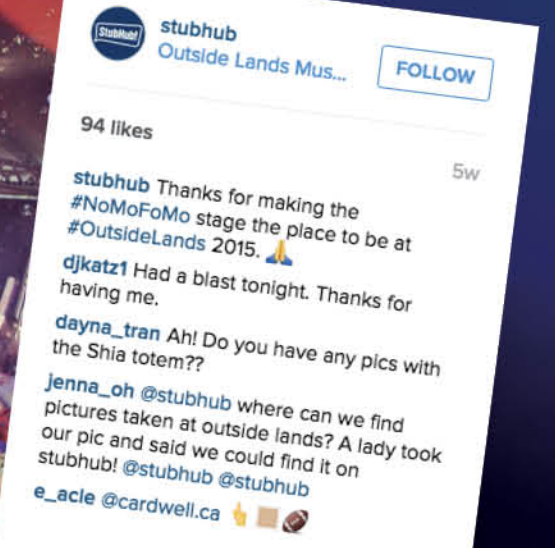 StubHub!
stubhub
Outside Lands Mus...
FOLLOW
94 likes
5w
stubhub Thanks for making the
#NoMoFoMo stage the place to be at
#OutsideLands 2015. 🙏
djkatz1 Had a blast tonight. Thanks for
having me.
dayna_tran Ah! Do you have any pics with
the Shia totem??
jenna_oh @stubhub where can we find
pictures taken at outside lands? A lady took
our pic and said we could find it on
stubhub! @stubhub @stubhub
e_acle @cardwell.ca 👆🏼🏈